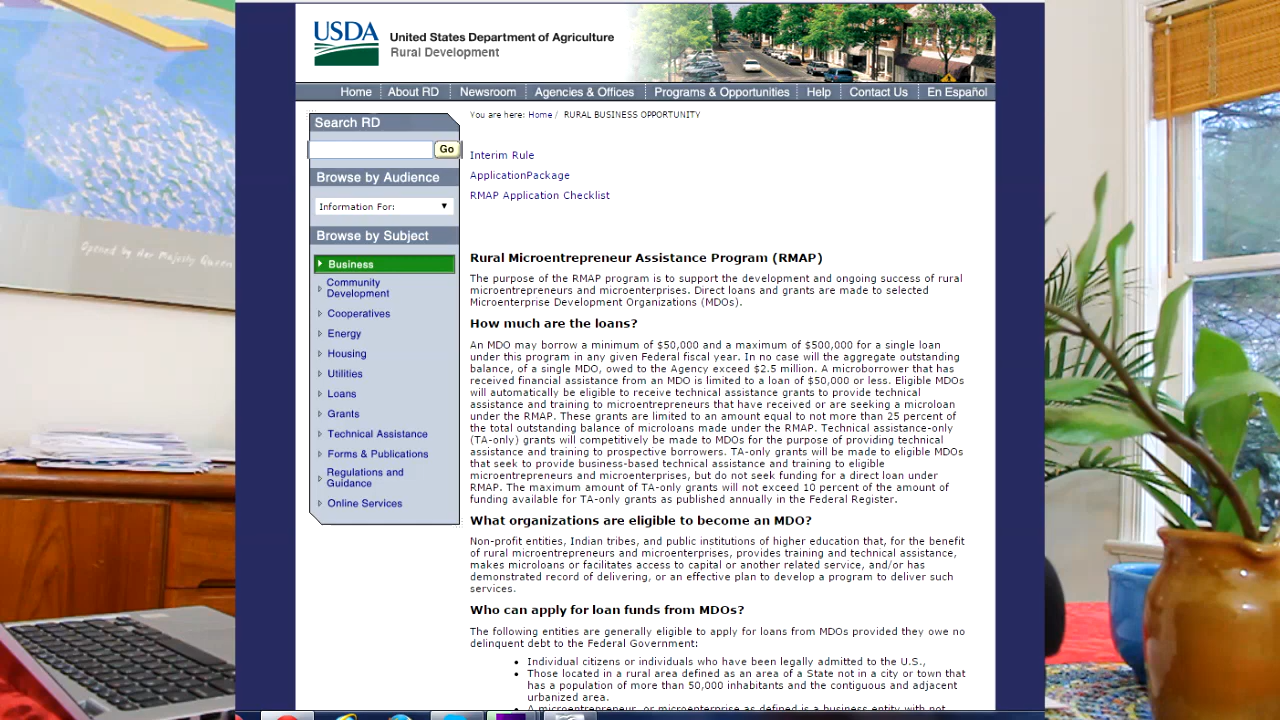 USDA
United States Department of Agriculture
Rural Development
Home About RD Newsroom Agencies & Offices Programs & Opportunities Help Contact Us En Español
Search RD
Go
Browse by Audience
Information For:
Browse by Subject
Business
Community
Development
Cooperatives
Energy
Housing
Utilities
Loans
Grants
Technical Assistance
Forms & Publications
Regulations and
Guidance
Online Services
You are here: Home / RURAL BUSINESS OPPORTUNITY
Interim Rule
ApplicationPackage
RMAP Application Checklist
Rural Microentrepreneur Assistance Program (RMAP)
The purpose of the RMAP program is to support the development and ongoing success of rural
microentrepreneurs and microenterprises. Direct loans and grants are made to selected
Microenterprise Development Organizations (MDOs).
How much are the loans?
An MDO may borrow a minimum of $50,000 and a maximum of $500,000 for a single loan
under this program in any given Federal fiscal year. In no case will the aggregate outstanding
balance, of a single MDO, owed to the Agency exceed $2.5 million. A microborrower that has
received financial assistance from an MDO is limited to a loan of $50,000 or less. Eligible MDOs
will automatically be eligible to receive technical assistance grants to provide technical
assistance and training to microentrepreneurs that have received or are seeking a microloan
under the RMAP. These grants are limited to an amount equal to not more than 25 percent of
the total outstanding balance of microloans made under the RMAP. Technical assistance-only
(TA-only) grants will competitively be made to MDOs for the purpose of providing technical
assistance and training to prospective borrowers. TA-only grants will be made to eligible MDOs
that seek to provide business-based technical assistance and training to eligible
microentrepreneurs and microenterprises, but do not seek funding for a direct loan under
RMAP. The maximum amount of TA-only grants will not exceed 10 percent of the amount of
funding available for TA-only grants as published annually in the Federal Register.
What organizations are eligible to become an MDO?
Non-profit entities, Indian tribes, and public institutions of higher education that, for the benefit
of rural microentrepreneurs and microenterprises, provides training and technical assistance,
makes microloans or facilitates access to capital or another related service, and/or has
demonstrated record of delivering, or an effective plan to develop a program to deliver such
services.
Who can apply for loan funds from MDOs?
The following entities are generally eligible to apply for loans from MDOs provided they owe no
delinquent debt to the Federal Government:
Individual citizens or individuals who have been legally admitted to the U.S.,
Those located in a rural area defined as an area of a State not in a city or town that
has a population of more than 50,000 inhabitants and the contiguous and adjacent
urbanized area.
A microentrepreneur, or microenterprise as defined is a business entity with not
Opened by Her Majesty Queen